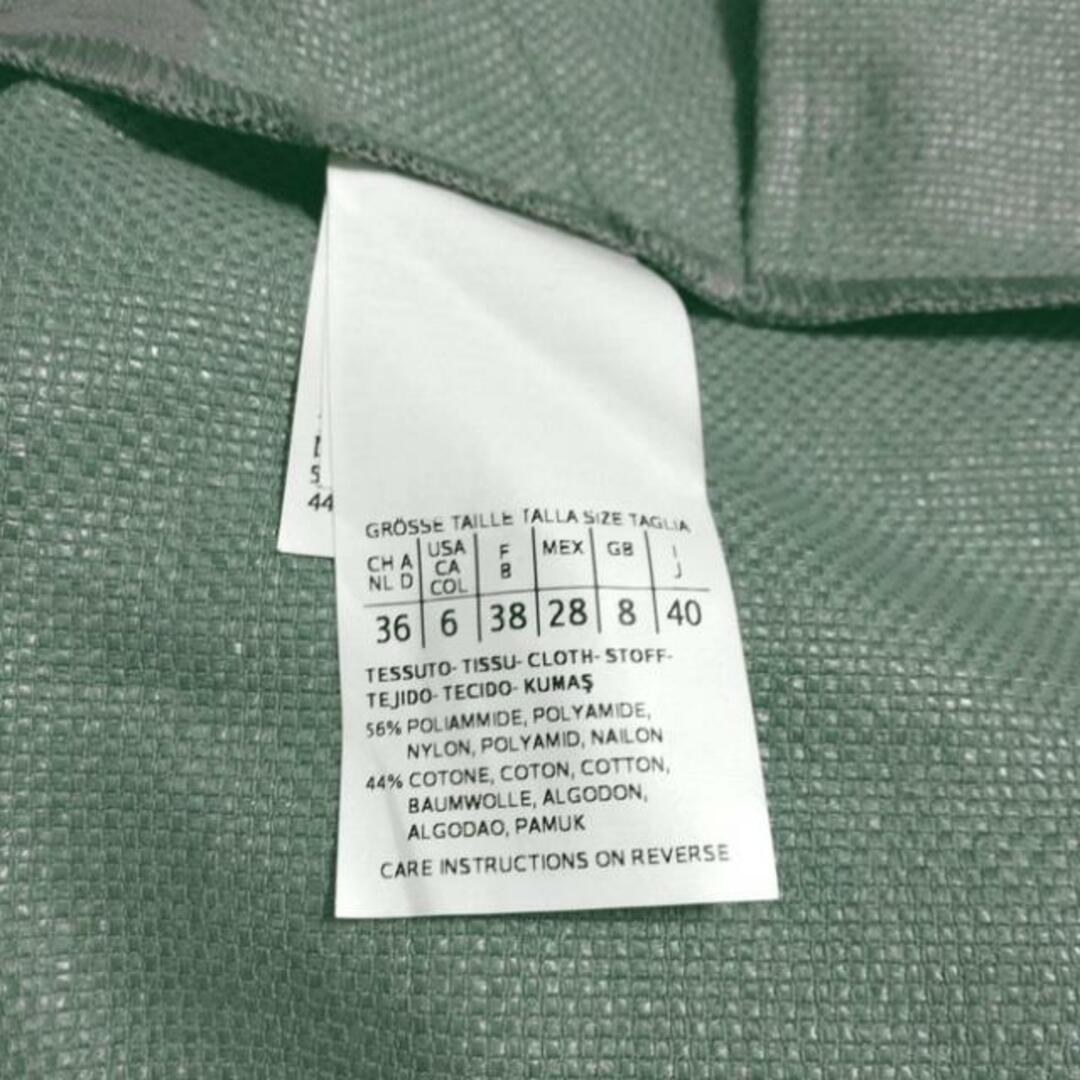 GRÖSSE TAILLE TALLA SIZE TAGLIA
CH A NL D | USA CA COL | F B | MEX | GB | I J
36 | 6 | 38 | 28 | 8 | 40
TESSUTO- TISSU- CLOTH- STOFF-
TEJIDO- TECIDO- KUMAŞ
56% POLIAMMIDE, POLYAMIDE,
NYLON, POLYAMID, NAILON
44% COTONE, COTON, COTTON,
BAUMWOLLE, ALGODON,
ALGODAO, PAMUK
CARE INSTRUCTIONS ON REVERSE
44